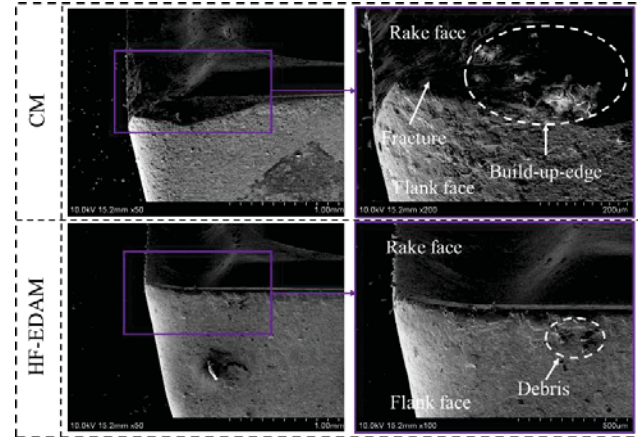 CM
10.0kV 15.2mm x50
1.00mm
Rake face
Fracture
Build-up-edge
Flank face
10.0kV 15.2mm x200
200um
HF-EDAM
10.0kV 15.2mm x50
1.00mm
Rake face
Debris
Flank face
10.0kV 15.2mm x100
500um